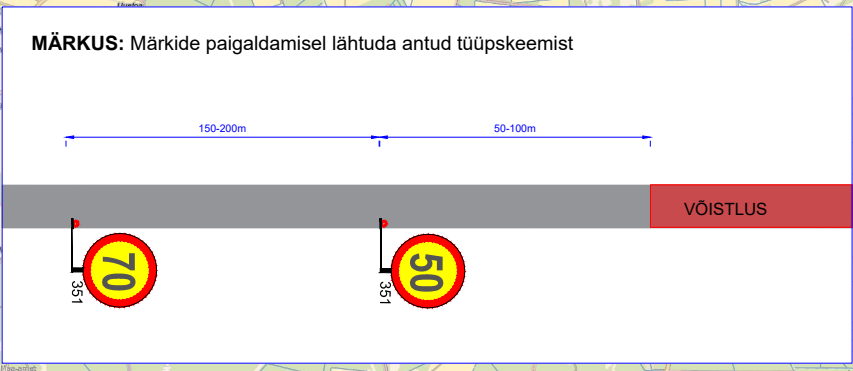 MÄRKUS: Märkide paigaldamisel lähtuda antud tüüpskeemist
150-200m
50-100m
VÕISTLUS
70
50
351
351